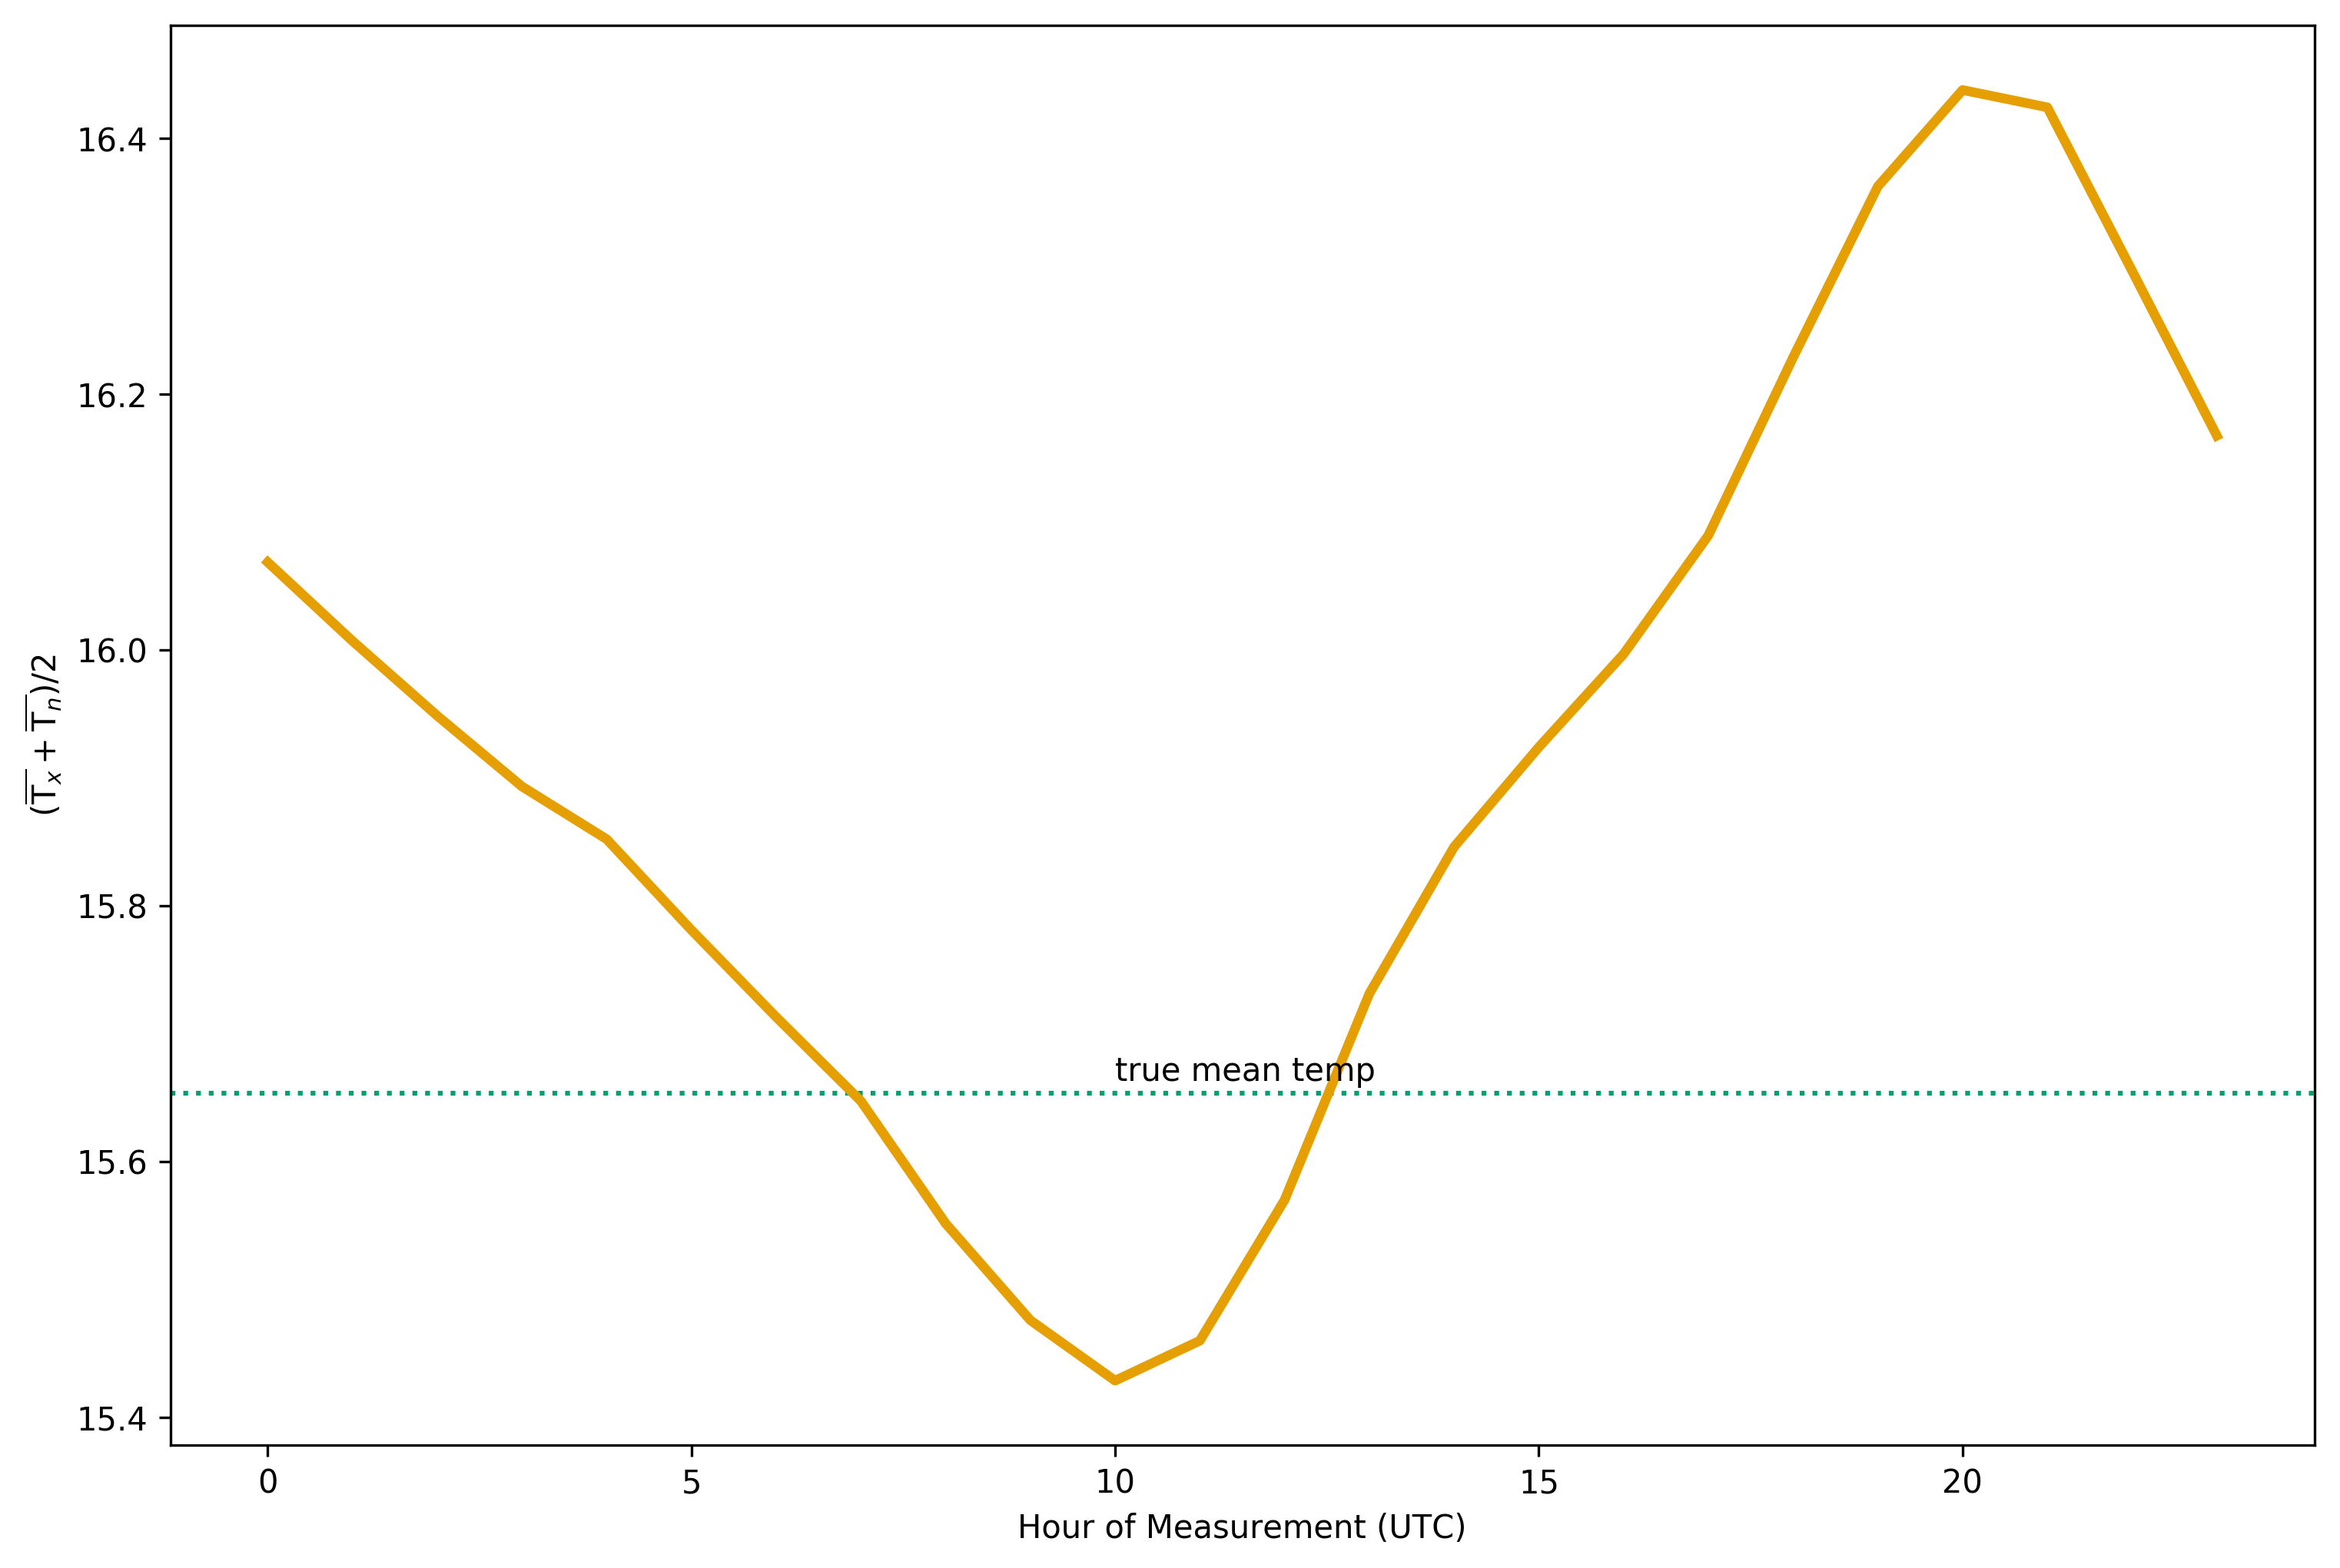 16.4
16.2
16.0
15.8
15.6
15.4
(T̅ₓ + T̅ₙ)/2
true mean temp
0 5 10 15 20
Hour of Measurement (UTC)